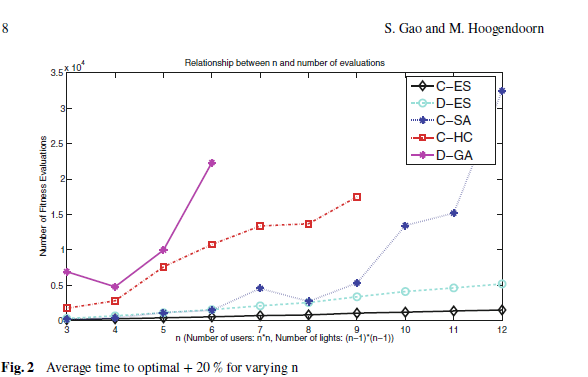 8
S. Gao and M. Hoogendoorn
Relationship between n and number of evaluations
3.5 x 10^4
3
2.5
2
1.5
1
0.5
0
Number of Fitness Evaluations
C−ES
D−ES
C−SA
C−HC
D−GA
3 4 5 6 7 8 9 10 11 12
n (Number of users: n*n, Number of lights: (n−1)*(n−1))
Fig. 2 Average time to optimal + 20 % for varying n